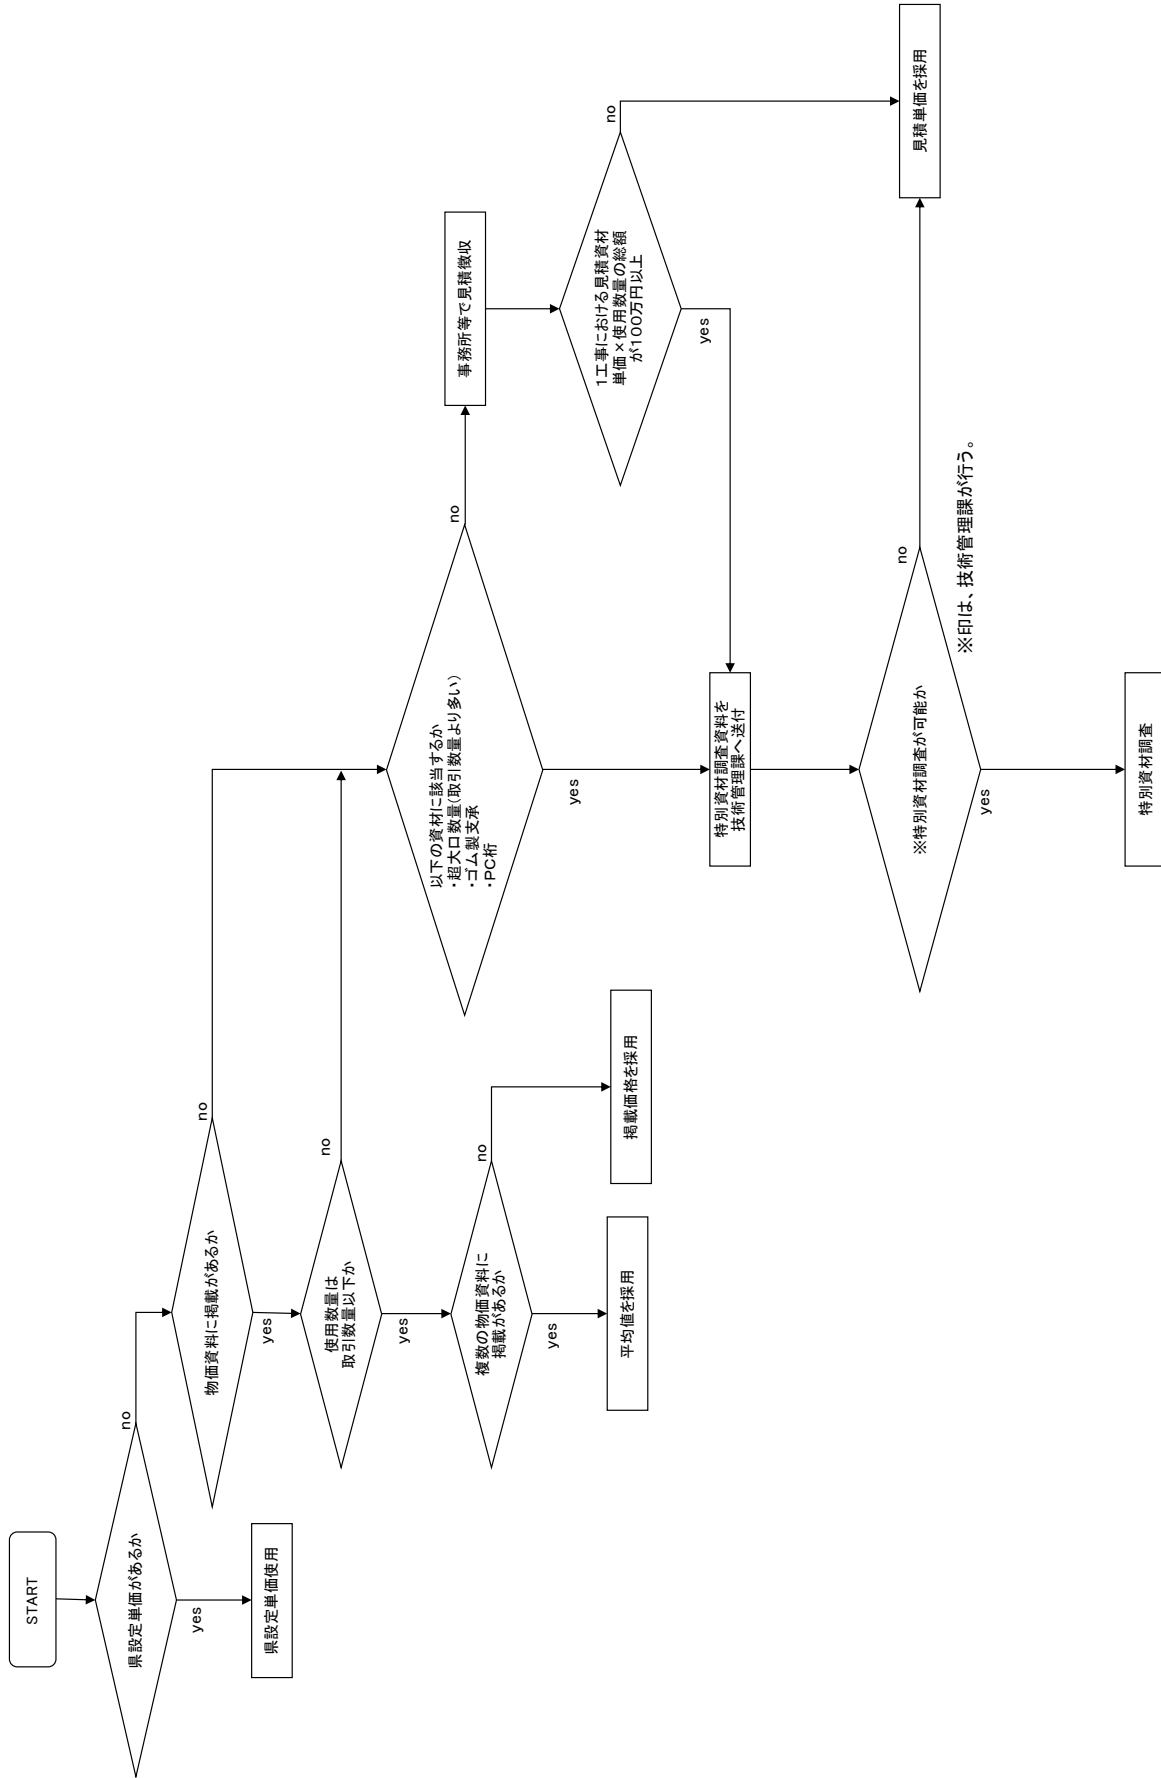 START
県設定単価があるか
no
yes
県設定単価使用
物価資料に掲載があるか
no
yes
使用数量は
取引数量以下か
no
yes
複数の物価資料に
掲載があるか
no
yes
平均値を採用
掲載価格を採用
以下の資材に該当するか
・超大口数量(取引数量より多い)
・ゴム製支承
・PC桁
no
yes
事務所等で見積徴収
1工事における見積資材
単価×使用数量の総額
が100万円以上
no
yes
特別資材調査資料を
技術管理課へ送付
※特別資材調査が可能か
no
yes
※印は、技術管理課が行う。
見積単価を採用
特別資材調査